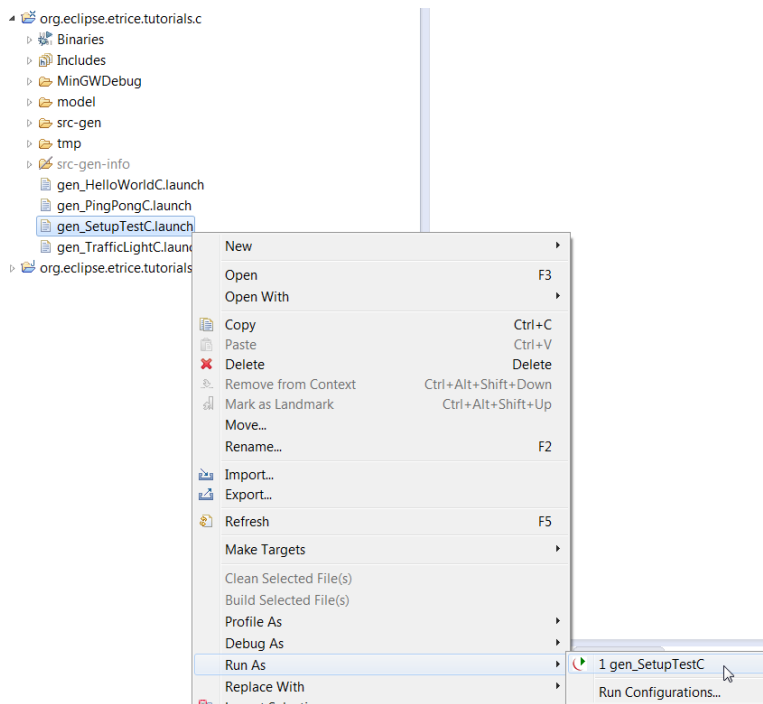 org.eclipse.etrice.tutorials.c
Binaries
Includes
MinGWDebug
model
src-gen
tmp
src-gen-info
gen_HelloWorldC.launch
gen_PingPongC.launch
gen_SetupTestC.launch
gen_TrafficLightC.launc
org.eclipse.etrice.tutorials
New
Open F3
Open With
Copy Ctrl+C
Paste Ctrl+V
Delete Delete
Remove from Context Ctrl+Alt+Shift+Down
Mark as Landmark Ctrl+Alt+Shift+Up
Move...
Rename... F2
Import...
Export...
Refresh F5
Make Targets
Clean Selected File(s)
Build Selected File(s)
Profile As
Debug As
Run As
1 gen_SetupTestC
Replace With
Run Configurations...